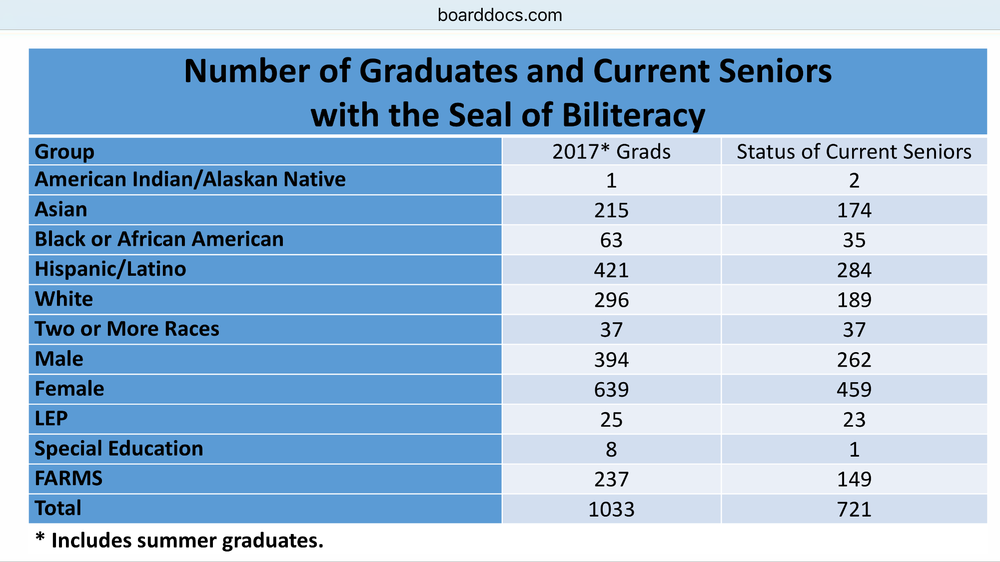 boarddocs.com
Number of Graduates and Current Seniors
with the Seal of Biliteracy
Group 2017* Grads Status of Current Seniors
American Indian/Alaskan Native 1 2
Asian 215 174
Black or African American 63 35
Hispanic/Latino 421 284
White 296 189
Two or More Races 37 37
Male 394 262
Female 639 459
LEP 25 23
Special Education 8 1
FARMS 237 149
Total 1033 721
* Includes summer graduates.